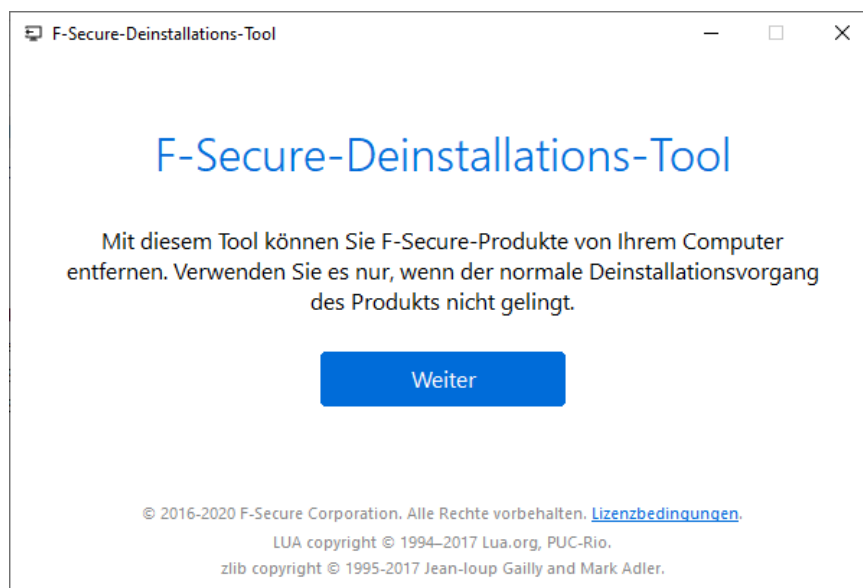 F-Secure-Deinstallations-Tool
F-Secure-Deinstallations-Tool
Mit diesem Tool können Sie F-Secure-Produkte von Ihrem Computer
entfernen. Verwenden Sie es nur, wenn der normale Deinstallationsvorgang
des Produkts nicht gelingt.
Weiter
© 2016-2020 F-Secure Corporation. Alle Rechte vorbehalten. Lizenzbedingungen.
LUA copyright © 1994–2017 Lua.org, PUC-Rio.
zlib copyright © 1995-2017 Jean-loup Gailly and Mark Adler.